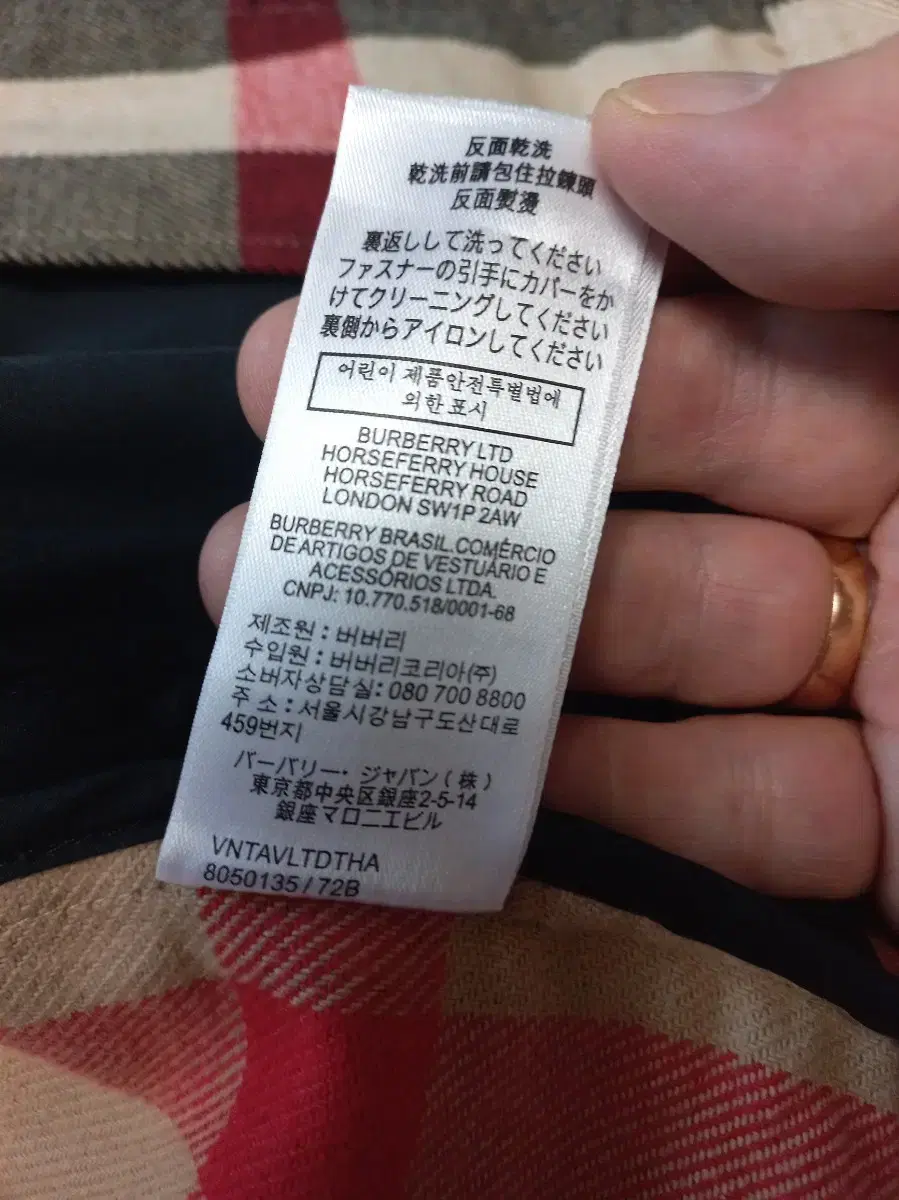 反面乾洗
乾洗前請包住拉鍊頭
反面熨燙
裏返しして洗ってください
ファスナーの引手にカバーをか
けてクリーニングしてください
裏側からアイロンしてください
어린이 제품안전특별법에
의한 표시
BURBERRY LTD
HORSEFERRY HOUSE
HORSEFERRY ROAD
LONDON SW1P 2AW
BURBERRY BRASIL.COMÉRCIO
DE ARTIGOS DE VESTUÁRIO E
ACESSÓRIOS LTDA.
CNPJ: 10.770.518/0001-68
제조원 : 버버리
수입원 : 버버리코리아(주)
소버자상담실: 080 700 8800
주 소 : 서울시강남구도산대로
459번지
バーバリー・ジャパン ( 株 )
東京都中央区銀座2-5-14
銀座マロニエビル
VNTAVLTDTHA
8050135 / 72B